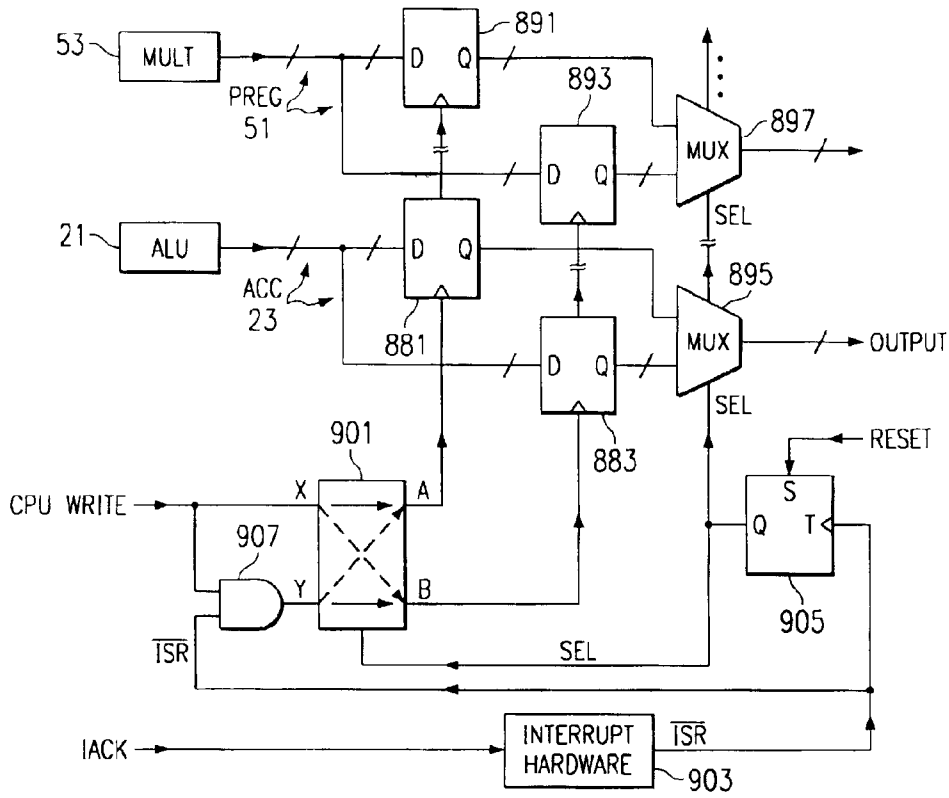 891
53
MULT
D Q
PREG
51
893
897
MUX
D Q
SEL
21
ALU
D Q
895
ACC
23
881
MUX
OUTPUT
D Q
SEL
901
883
RESET
CPU WRITE
X
A
S
907
Q T
Y
B
905
ISR
SEL
IACK
INTERRUPT
HARDWARE
ISR
903